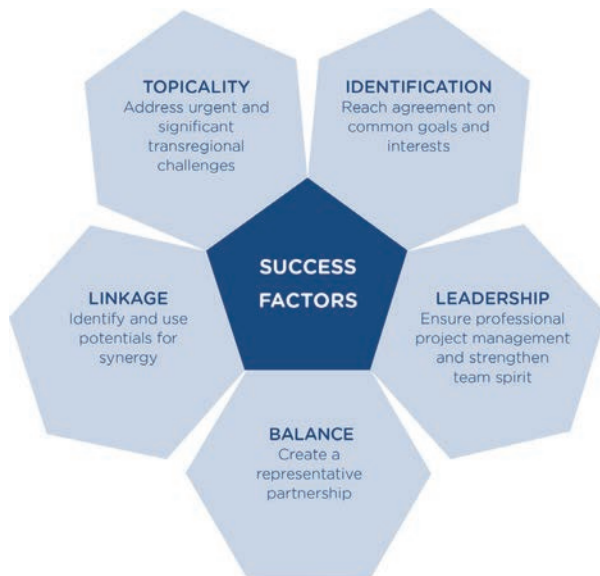 TOPICALITY
Address urgent and
significant
transregional
challenges
IDENTIFICATION
Reach agreement on
common goals and
interests
SUCCESS
FACTORS
LINKAGE
Identify and use
potentials for
synergy
LEADERSHIP
Ensure professional
project management
and strengthen
team spirit
BALANCE
Create a
representative
partnership